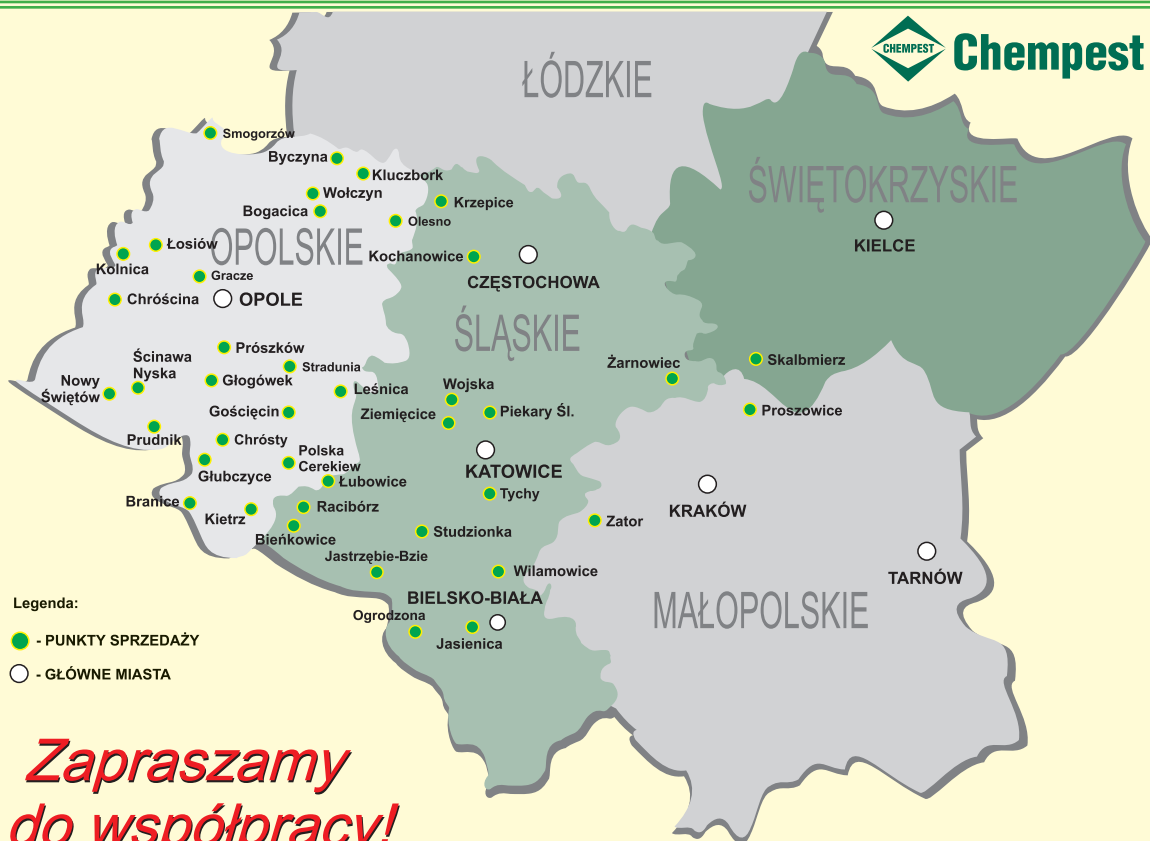 CHEMPEST
Chempest
ŁÓDZKIE
Smogorzów
Byczyna
Kluczbork
Wołczyn
Bogacica
Olesno
Krzepice
ŚWIĘTOKRZYSKIE
KIELCE
Łosiów
OPOLSKIE
Kochanowice
Kolnica
Gracze
CZĘSTOCHOWA
Chróścina
OPOLE
ŚLĄSKIE
Prószków
Ścinawa
Nyska
Stradunia
Żarnowiec
Skalbmierz
Nowy
Świętów
Głogówek
Leśnica
Wojska
Gościęcin
Ziemięcice
Piekary Śl.
Proszowice
Prudnik
Chrósty
Polska
Cerekiew
Głubczyce
Łubowice
KATOWICE
Tychy
KRAKÓW
Branice
Kietrz
Racibórz
Bieńkowice
Studzionka
Zator
Jastrzębie-Bzie
Wilamowice
TARNÓW
BIELSKO-BIAŁA
MAŁOPOLSKIE
Ogrodzona
Jasienica
Legenda:
- PUNKTY SPRZEDAŻY
- GŁÓWNE MIASTA
Zapraszamy
do współpracy!